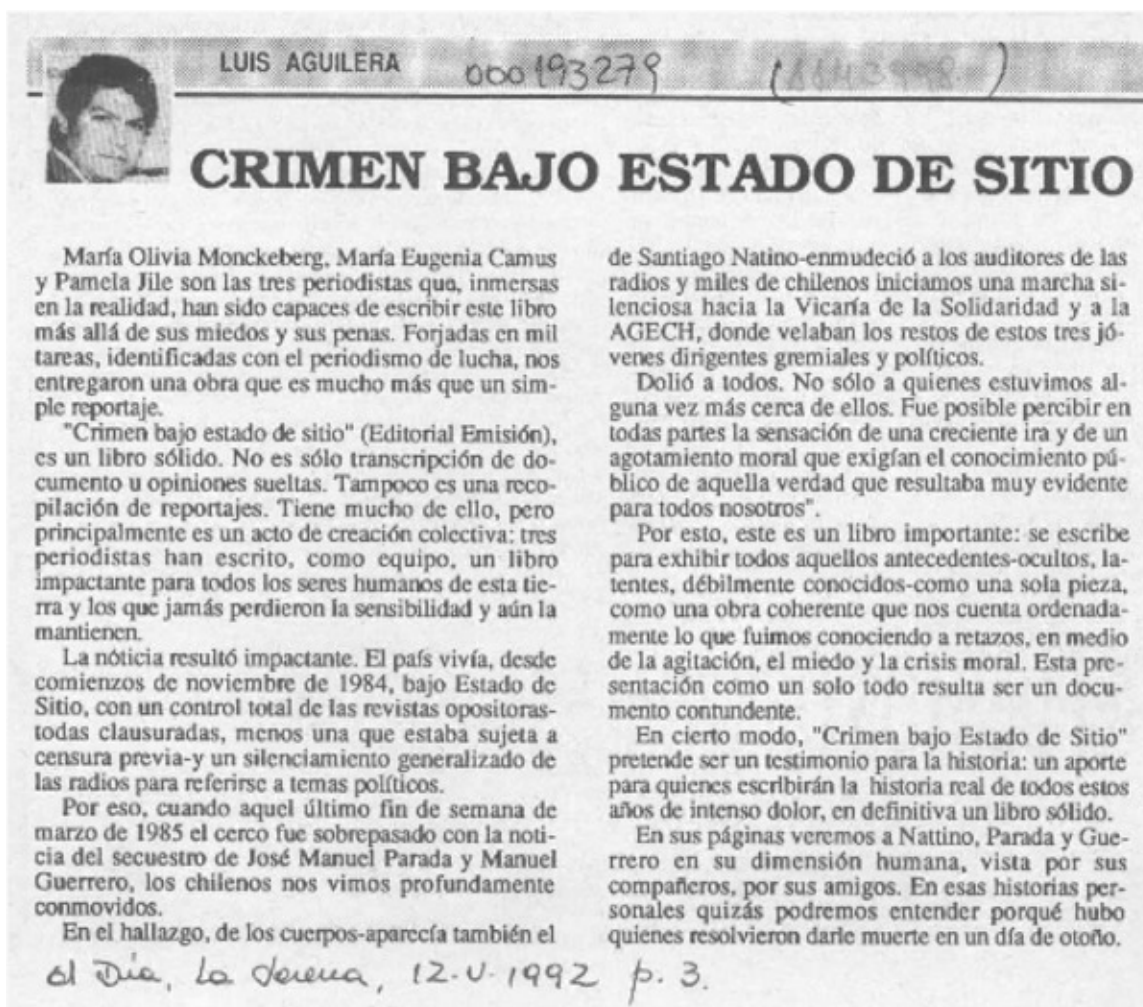 LUIS AGUILERA
000193279
CRIMEN BAJO ESTADO DE SITIO
María Olivia Monckeberg, María Eugenia Camus
y Pamela Jile son las tres periodistas que, inmersas
en la realidad, han sido capaces de escribir este libro
más allá de sus miedos y sus penas. Forjadas en mil
tareas, identificadas con el periodismo de lucha, nos
entregaron una obra que es mucho más que un sim-
ple reportaje.
"Crimen bajo estado de sitio" (Editorial Emisión),
es un libro sólido. No es sólo transcripción de do-
cumento u opiniones sueltas. Tampoco es una reco-
pilación de reportajes. Tiene mucho de ello, pero
principalmente es un acto de creación colectiva: tres
periodistas han escrito, como equipo, un libro
impactante para todos los seres humanos de esta tie-
rra y los que jamás perdieron la sensibilidad y aún la
mantienen.
La nóticia resultó impactante. El país vivía, desde
comienzos de noviembre de 1984, bajo Estado de
Sitio, con un control total de las revistas opositoras-
todas clausuradas, menos una que estaba sujeta a
censura previa-y un silenciamiento generalizado de
las radios para referirse a temas políticos.
Por eso, cuando aquel último fin de semana de
marzo de 1985 el cerco fue sobrepasado con la noti-
cia del secuestro de José Manuel Parada y Manuel
Guerrero, los chilenos nos vimos profundamente
conmovidos.
En el hallazgo, de los cuerpos-aparecía también el
de Santiago Natino-enmudeció a los auditores de las
radios y miles de chilenos iniciamos una marcha si-
lenciosa hacia la Vicaría de la Solidaridad y a la
AGECH, donde velaban los restos de estos tres jó-
venes dirigentes gremiales y políticos.
Dolió a todos. No sólo a quienes estuvimos al-
guna vez más cerca de ellos. Fue posible percibir en
todas partes la sensación de una creciente ira y de un
agotamiento moral que exigían el conocimiento pú-
blico de aquella verdad que resultaba muy evidente
para todos nosotros".
Por esto, este es un libro importante: se escribe
para exhibir todos aquellos antecedentes-ocultos, la-
tentes, débilmente conocidos-como una sola pieza,
como una obra coherente que nos cuenta ordenada-
mente lo que fuimos conociendo a retazos, en medio
de la agitación, el miedo y la crisis moral. Esta pre-
sentación como un solo todo resulta ser un docu-
mento contundente.
En cierto modo, "Crimen bajo Estado de Sitio"
pretende ser un testimonio para la historia: un aporte
para quienes escribirán la historia real de todos estos
años de intenso dolor, en definitiva un libro sólido.
En sus páginas veremos a Nattino, Parada y Gue-
rrero en su dimensión humana, vista por sus
compañeros, por sus amigos. En esas historias per-
sonales quizás podremos entender porqué hubo
quienes resolvieron darle muerte en un día de otoño.
El Día, La Serena, 12-V-1992 p. 3.